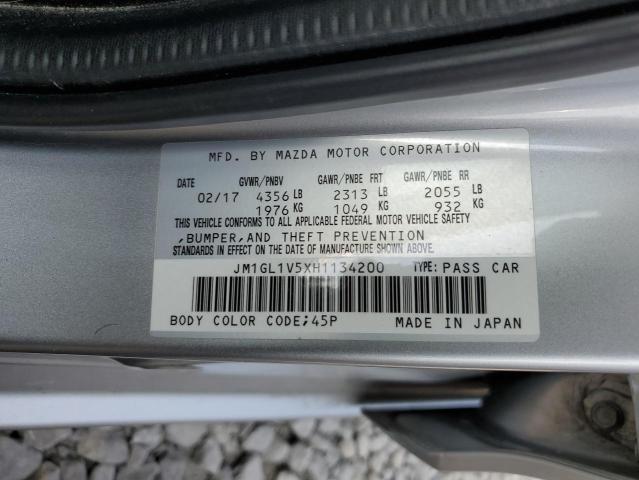 MFD. BY MAZDA MOTOR CORPORATION
DATE GVWR/PNBV GAWR/PNBE FRT GAWR/PNBE RR
02/17 4356 LB 2313 LB 2055 LB
1976 KG 1049 KG 932 KG
THIS VEHICLE CONFORMS TO ALL APPLICABLE FEDERAL MOTOR VEHICLE SAFETY
,BUMPER,AND THEFT PREVENTION
STANDARDS IN EFFECT ON THE DATE OF MANUFACTURE SHOWN ABOVE.
JM1GL1V5XH1134200 TYPE: PASS CAR
BODY COLOR CODE;45P MADE IN JAPAN